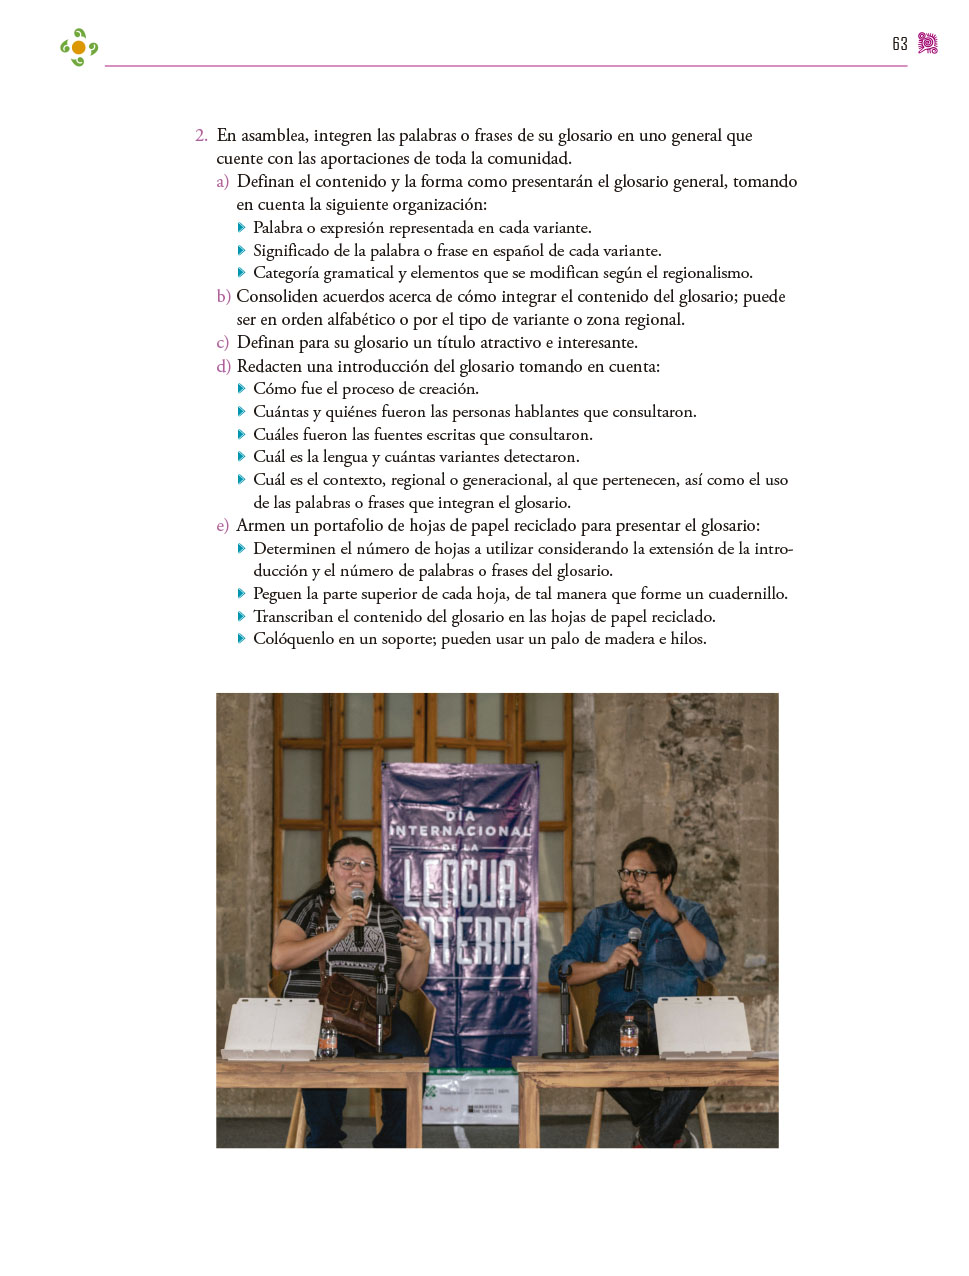 63
2. En asamblea, integren las palabras o frases de su glosario en uno general que
cuente con las aportaciones de toda la comunidad.
a) Definan el contenido y la forma como presentarán el glosario general, tomando
en cuenta la siguiente organización:
Palabra o expresión representada en cada variante.
Significado de la palabra o frase en español de cada variante.
Categoría gramatical y elementos que se modifican según el regionalismo.
b) Consoliden acuerdos acerca de cómo integrar el contenido del glosario; puede
ser en orden alfabético o por el tipo de variante o zona regional.
c) Definan para su glosario un título atractivo e interesante.
d) Redacten una introducción del glosario tomando en cuenta:
Cómo fue el proceso de creación.
Cuántas y quiénes fueron las personas hablantes que consultaron.
Cuáles fueron las fuentes escritas que consultaron.
Cuál es la lengua y cuántas variantes detectaron.
Cuál es el contexto, regional o generacional, al que pertenecen, así como el uso
de las palabras o frases que integran el glosario.
e) Armen un portafolio de hojas de papel reciclado para presentar el glosario:
Determinen el número de hojas a utilizar considerando la extensión de la intro-
ducción y el número de palabras o frases del glosario.
Peguen la parte superior de cada hoja, de tal manera que forme un cuadernillo.
Transcriban el contenido del glosario en las hojas de papel reciclado.
Colóquenlo en un soporte; pueden usar un palo de madera e hilos.
DÍA
INTERNACIONAL
DE LA
LENGUA
MATERNA
BIBLIOTECA
DE MÉXICO